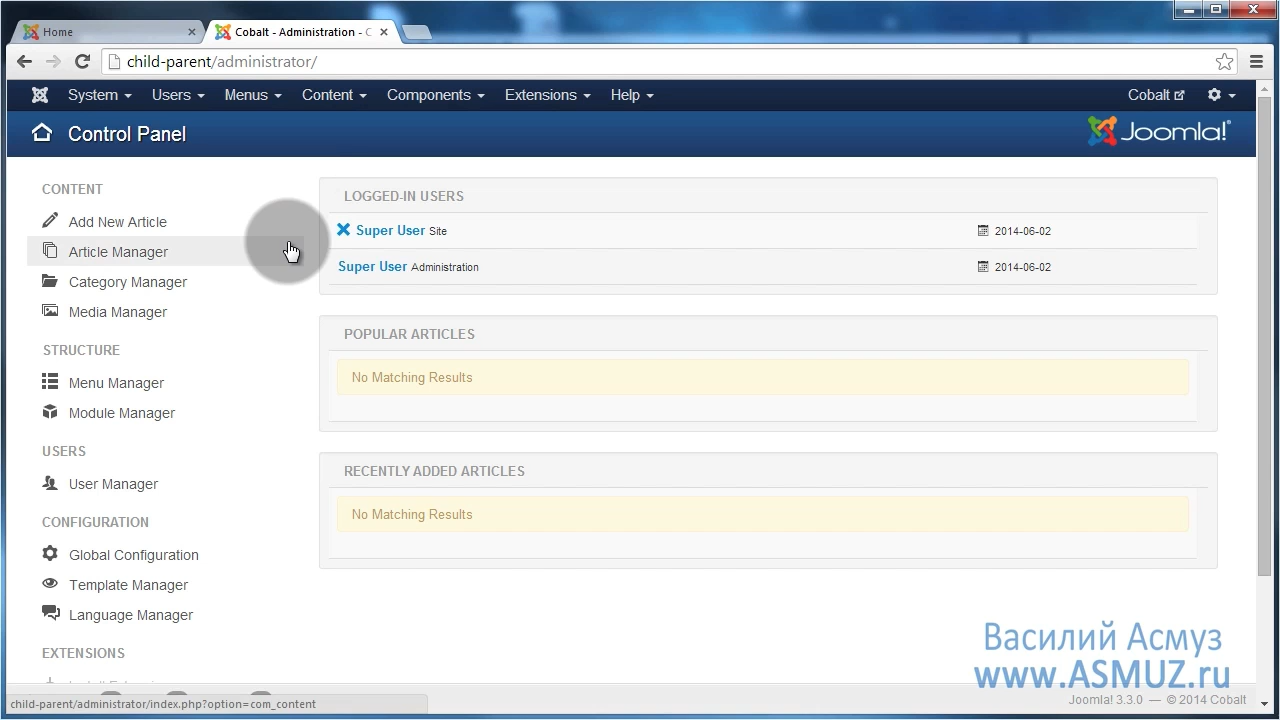 Home
Cobalt - Administration - C
child-parent/administrator/
System Users Menus Content Components Extensions Help Cobalt
Control Panel
Joomla!®
CONTENT
Add New Article
Article Manager
Category Manager
Media Manager
STRUCTURE
Menu Manager
Module Manager
USERS
User Manager
CONFIGURATION
Global Configuration
Template Manager
Language Manager
EXTENSIONS
LOGGED-IN USERS
Super User Site 2014-06-02
Super User Administration 2014-06-02
POPULAR ARTICLES
No Matching Results
RECENTLY ADDED ARTICLES
No Matching Results
Василий Асмуз
www.ASMUZ.ru
child-parent/administrator/index.php?option=com_content
Joomla! 3.3.0 — © 2014 Cobalt